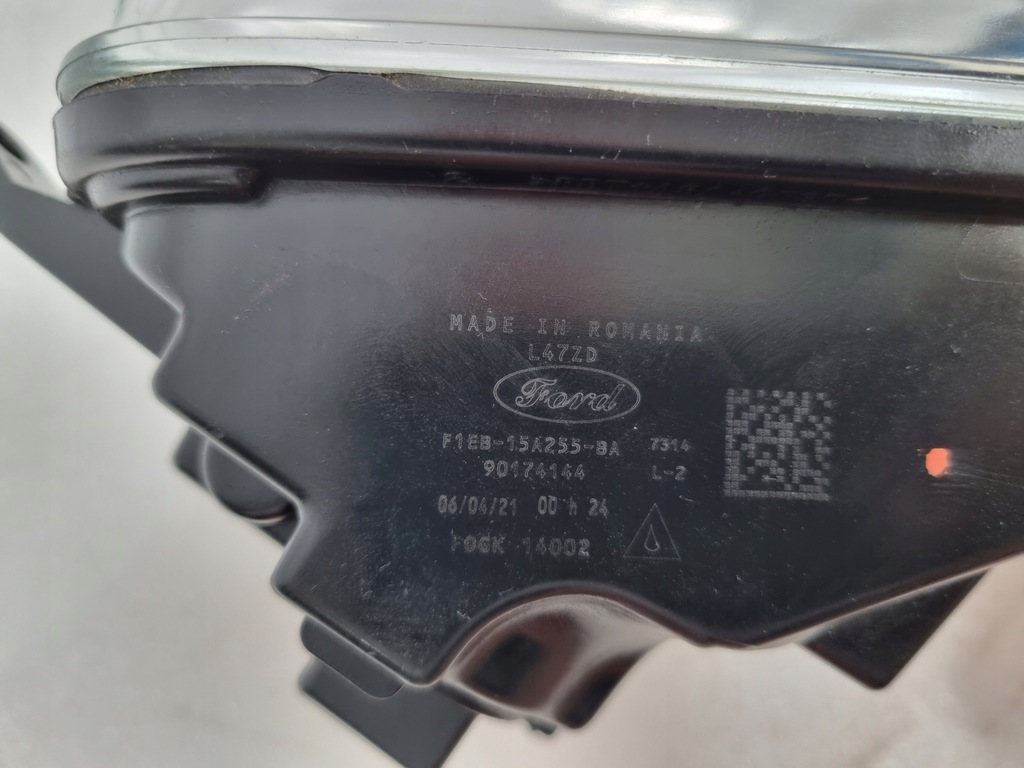 MADE IN ROMANIA
L47ZD
Ford
F1EB-15A255-BA 7314
90174144 L-2
06/04/21 00 h 24
14002